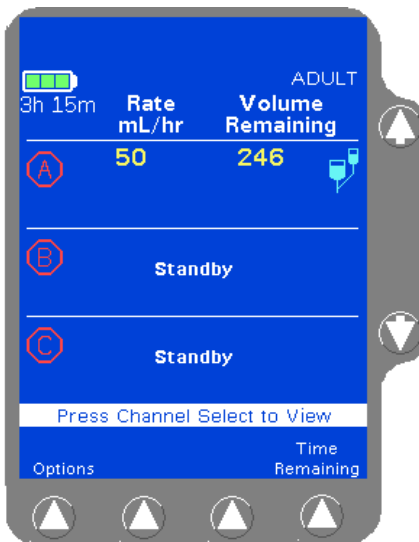 ADULT
3h 15m Rate Volume
mL/hr Remaining
A 50 246
B Standby
C Standby
Press Channel Select to View
Time
Options Remaining